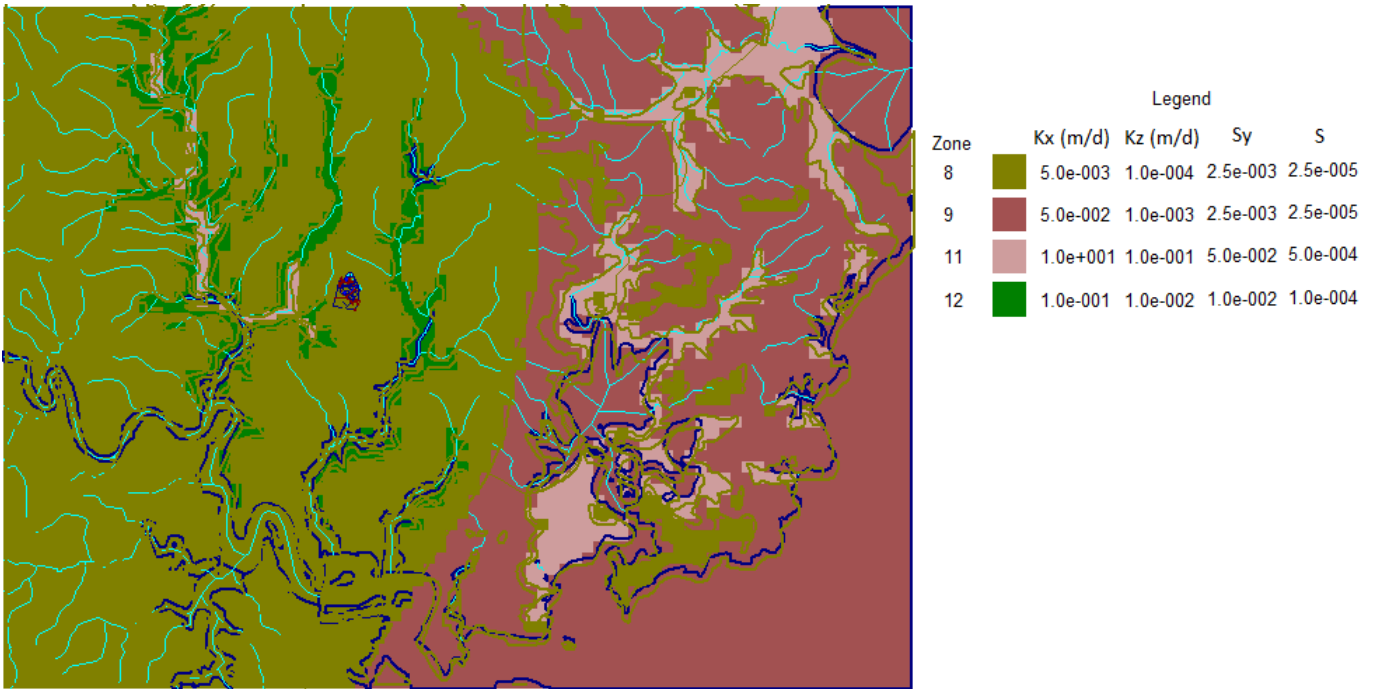 Legend
Zone Kx (m/d) Kz (m/d) Sy S
8 5.0e-003 1.0e-004 2.5e-003 2.5e-005
9 5.0e-002 1.0e-003 2.5e-003 2.5e-005
11 1.0e+001 1.0e-001 5.0e-002 5.0e-004
12 1.0e-001 1.0e-002 1.0e-002 1.0e-004